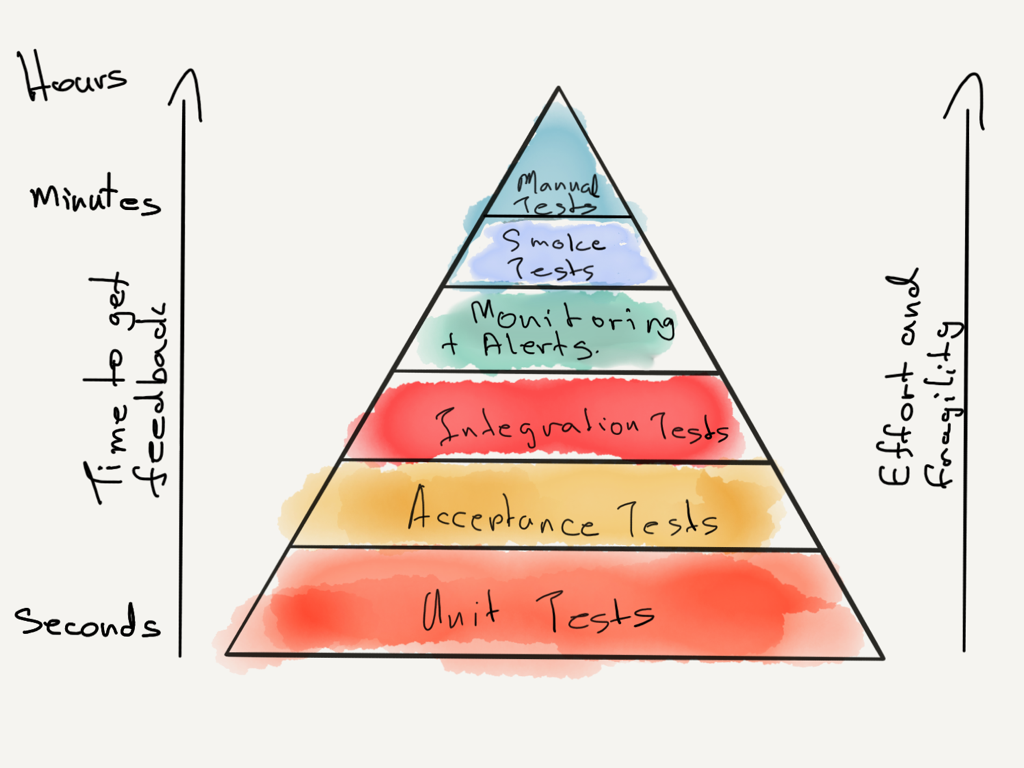 Hours
Minutes
Time to get
feedback
Seconds
Manual
Tests
Smoke
Tests
Monitoring
+ Alerts.
Integration Tests
Acceptance Tests
Unit Tests
Effort and
fragility